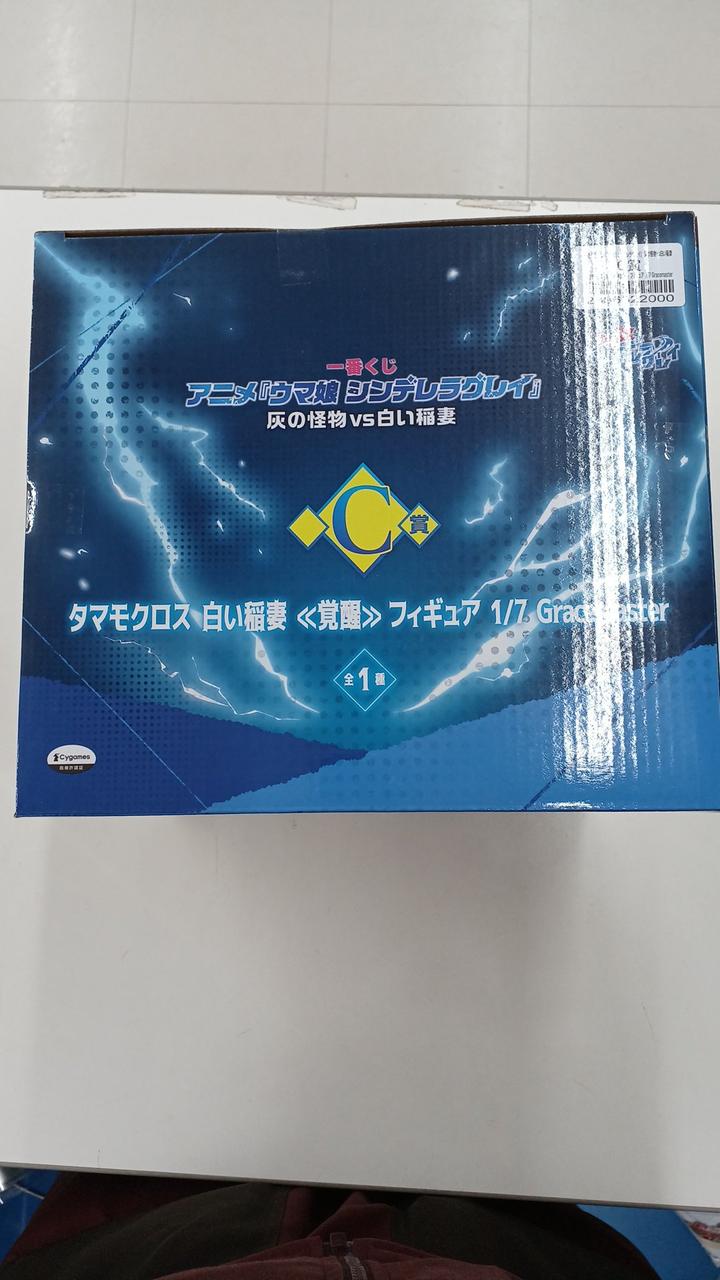 一番くじ
アニメ『ウマ娘 シンデレラグレイ』
灰の怪物vs白い稲妻
C賞
タマモクロス 白い稲妻 ≪覚醒≫ フィギュア 1/7 Gracemaster
全1種
Cygames